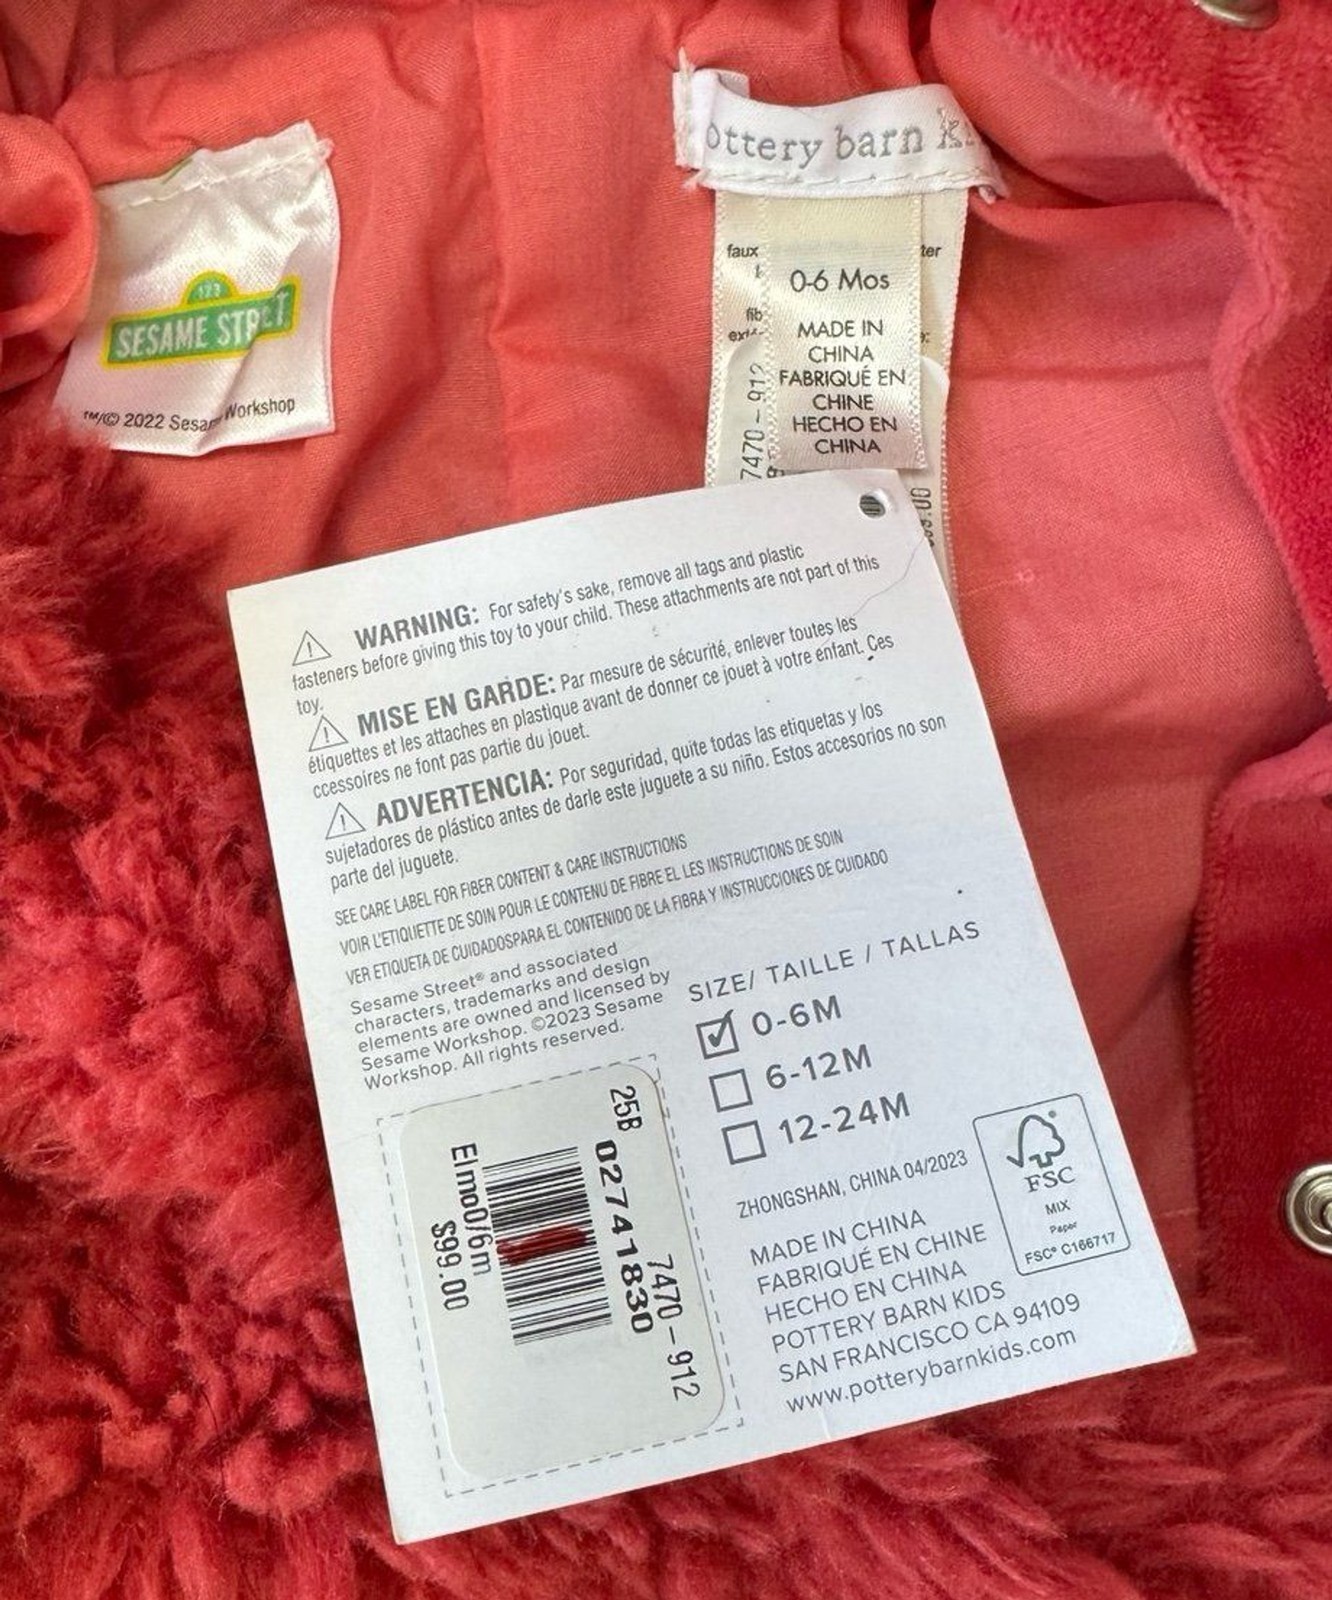 123
SESAME STREET
™/© 2022 Sesame Workshop
ottery barn k
faux
ter
fib
0-6 Mos
MADE IN
CHINA
FABRIQUÉ EN
CHINE
HECHO EN
CHINA
7470-912
WARNING: For safety's sake, remove all tags and plastic
fasteners before giving this toy to your child. These attachments are not part of this
toy.
MISE EN GARDE: Par mesure de sécurité, enlever toutes les
étiquettes et les attaches en plastique avant de donner ce jouet à votre enfant. Ces
ccessoires ne font pas partie du jouet.
ADVERTENCIA: Por seguridad, quite todas las etiquetas y los
sujetadores de plástico antes de darle este juguete a su niño. Estos accesorios no son
parte del juguete.
SEE CARE LABEL FOR FIBER CONTENT & CARE INSTRUCTIONS
VOIR L'ETIQUETTE DE SOIN POUR LE CONTENU DE FIBRE EL LES INSTRUCTIONS DE SOIN
VER ETIQUETA DE CUIDADOSPARA EL CONTENIDO DE LA FIBRA Y INSTRUCCIONES DE CUIDADO
Sesame Street® and associated
characters, trademarks and design
elements are owned and licensed by
Sesame Workshop. ©2023 Sesame
Workshop. All rights reserved.
SIZE/ TAILLE / TALLAS
0-6M
6-12M
12-24M
25B
02741830
7470-912
Elmo0/6m
$99.00
ZHONGSHAN, CHINA 04/2023
MADE IN CHINA
FABRIQUÉ EN CHINE
HECHO EN CHINA
POTTERY BARN KIDS
SAN FRANCISCO CA 94109
www.potterybarnkids.com
FSC
MIX
Paper
FSC® C166717